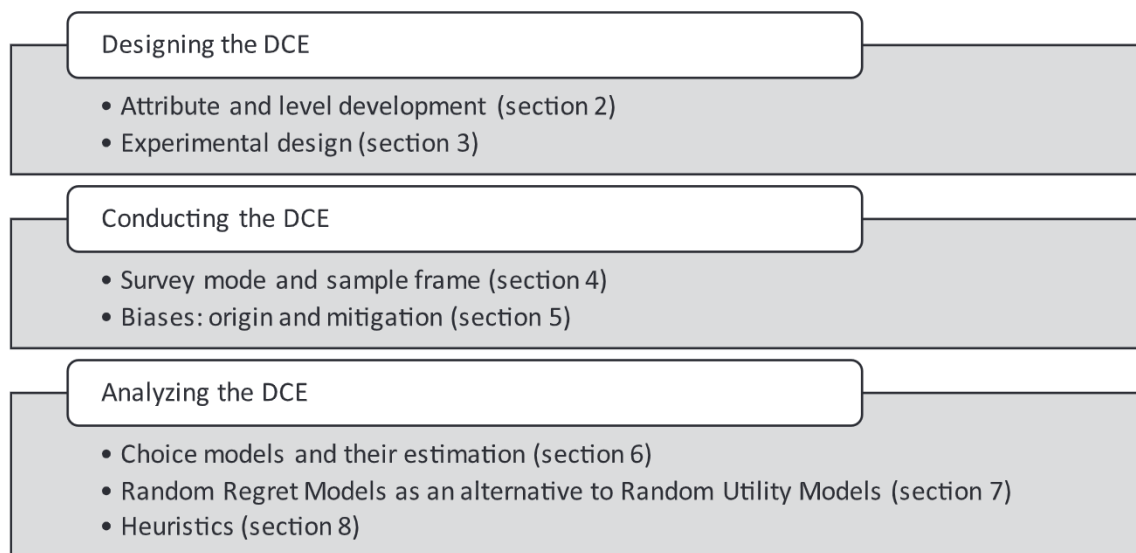 Designing the DCE
• Attribute and level development (section 2)
• Experimental design (section 3)
Conducting the DCE
• Survey mode and sample frame (section 4)
• Biases: origin and mitigation (section 5)
Analyzing the DCE
• Choice models and their estimation (section 6)
• Random Regret Models as an alternative to Random Utility Models (section 7)
• Heuristics (section 8)